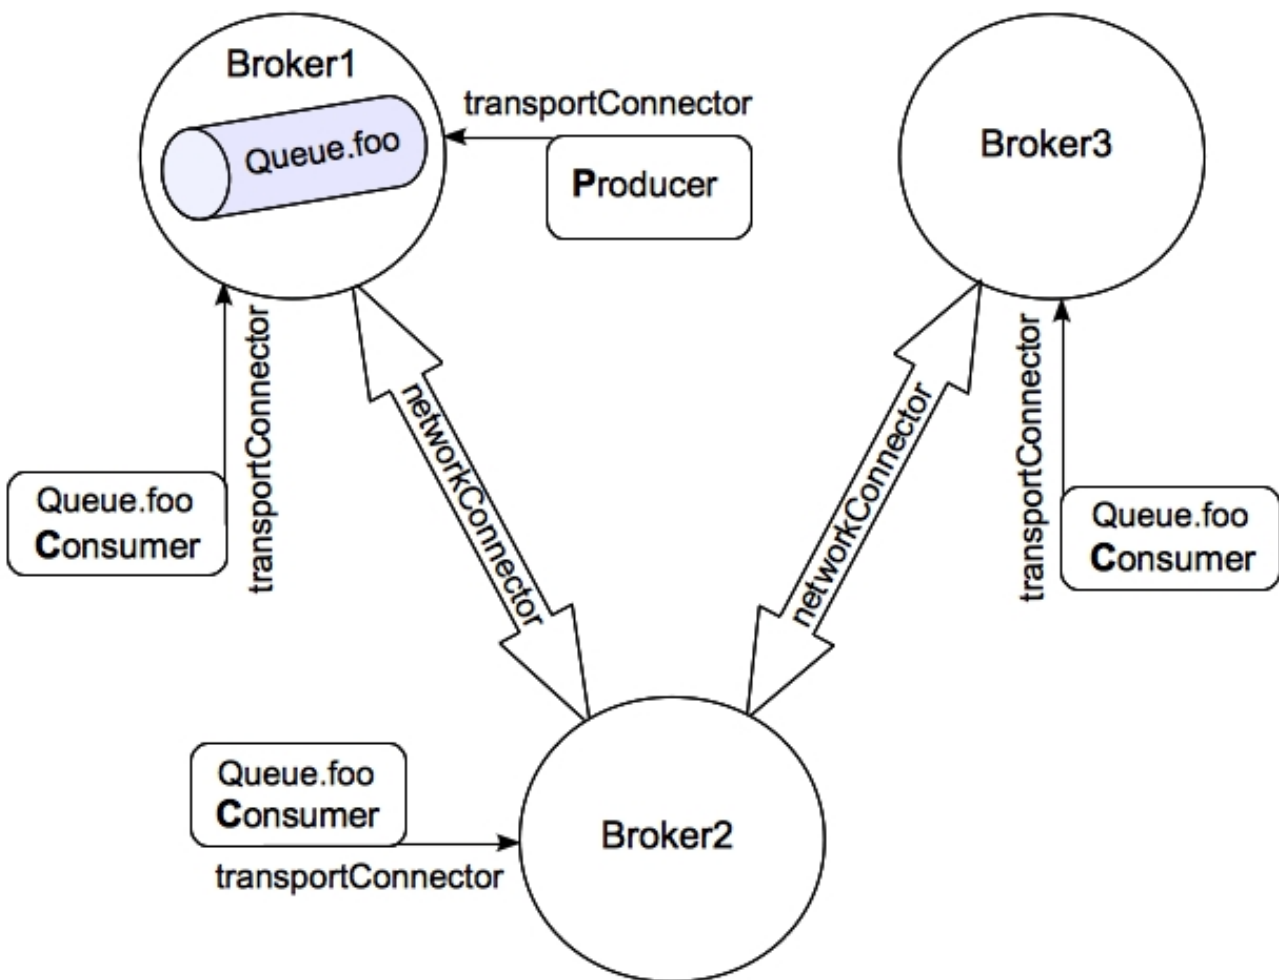 Broker1
Queue.foo
transportConnector
Producer
Broker3
transportConnector
Queue.foo
Consumer
networkConnector
networkConnector
transportConnector
Queue.foo
Consumer
Queue.foo
Consumer
transportConnector
Broker2